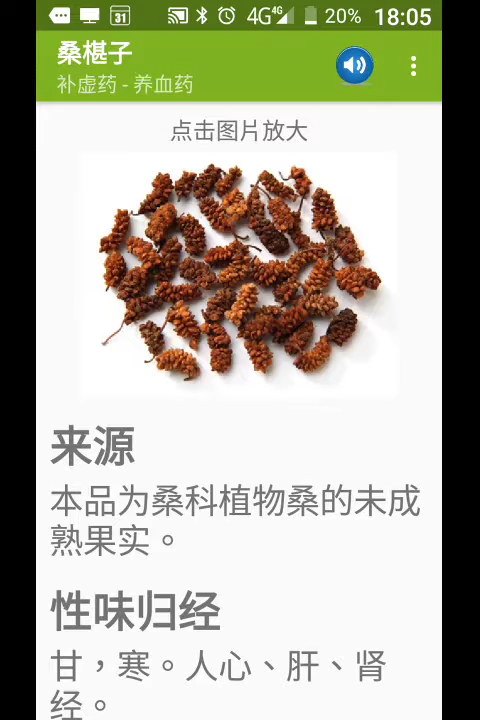 31 4G 4G 20% 18:05
桑椹子
补虚药 - 养血药
点击图片放大
来源
本品为桑科植物桑的未成
熟果实。
性味归经
甘，寒。人心、肝、肾
经。